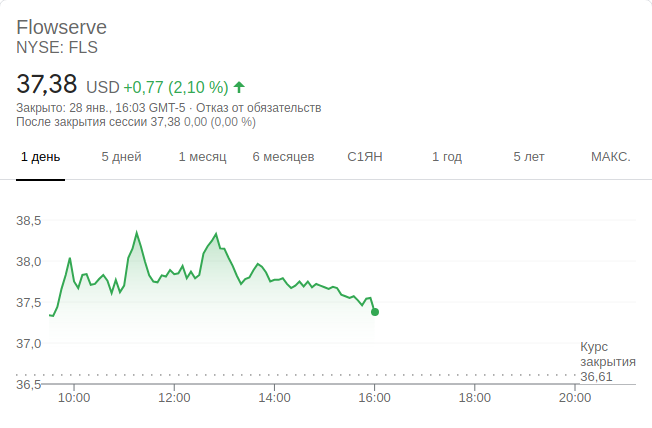 Flowserve
NYSE: FLS
37,38 USD +0,77 (2,10 %)
Закрыто: 28 янв., 16:03 GMT-5 · Отказ от обязательств
После закрытия сессии 37,38 0,00 (0,00 %)
1 день 5 дней 1 месяц 6 месяцев С1ЯН 1 год 5 лет МАКС.
38,5
38,0
37,5
37,0
Курс
закрытия
36,61
36,5
10:00 12:00 14:00 16:00 18:00 20:00